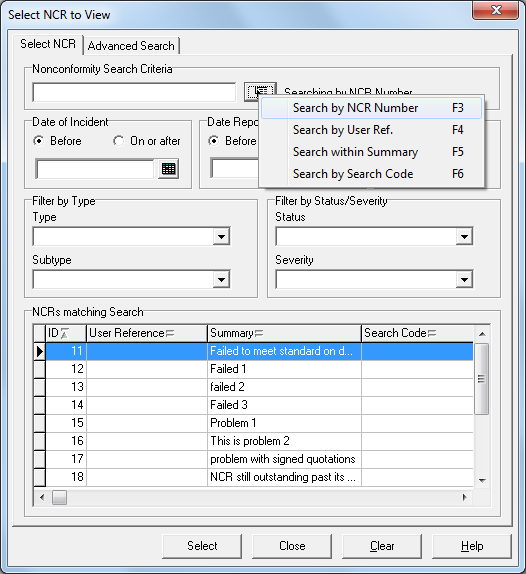 Select NCR to View
Select NCR Advanced Search
Nonconformity Search Criteria
Searching by NCR Number
Search by NCR Number F3
Search by User Ref. F4
Search within Summary F5
Search by Search Code F6
Date of Incident Date Repo
Before On or after Before
Filter by Type Filter by Status/Severity
Type Status
Subtype Severity
NCRs matching Search
ID User Reference Summary Search Code
11 Failed to meet standard on d...
12 Failed 1
13 failed 2
14 Failed 3
15 Problem 1
16 This is problem 2
17 problem with signed quotations
18 NCR still outstanding past its ...
Select Close Clear Help